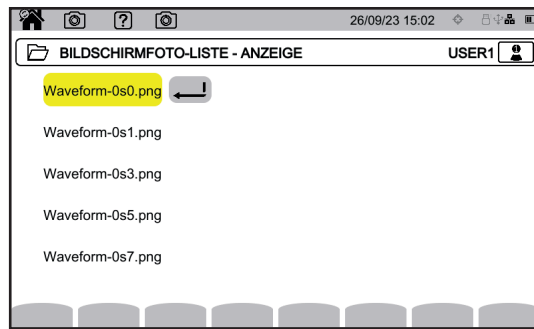 26/09/23 15:02
BILDSCHIRMFOTO-LISTE - ANZEIGE USER1
Waveform-0s0.png
Waveform-0s1.png
Waveform-0s3.png
Waveform-0s5.png
Waveform-0s7.png